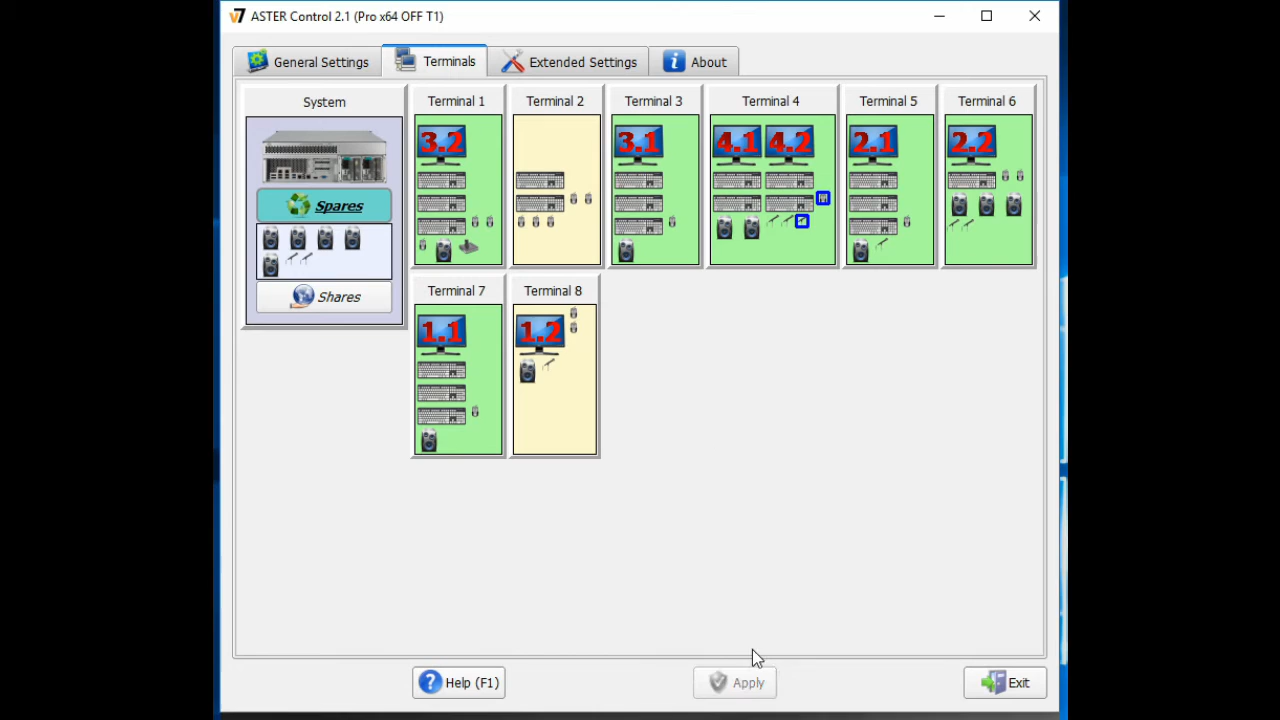 ASTER Control 2.1 (Pro x64 OFF T1)
General Settings
Terminals
Extended Settings
About
System
Terminal 1
Terminal 2
Terminal 3
Terminal 4
Terminal 5
Terminal 6
3.2
3.1
4.1
4.2
2.1
2.2
Spares
Shares
Terminal 7
Terminal 8
1.1
1.2
Help (F1)
Apply
Exit